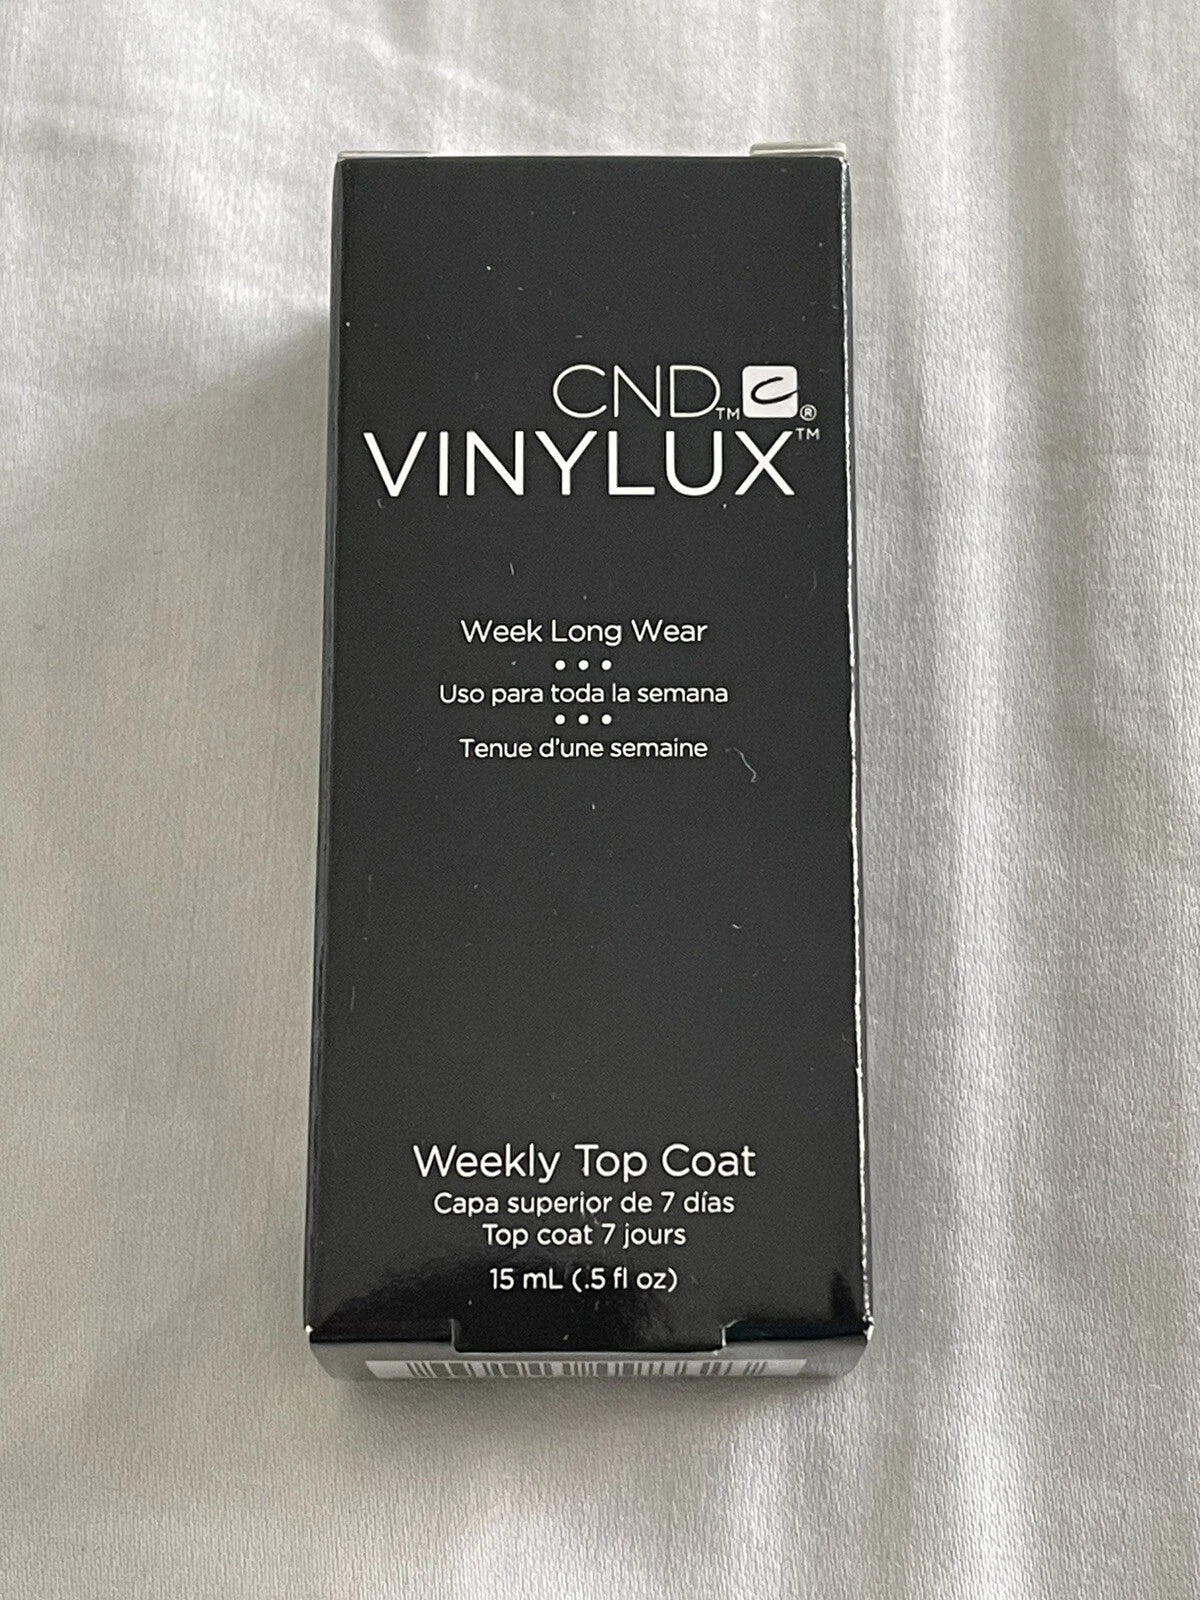 CND™ c®
VINYLUX™
Week Long Wear
• • •
Uso para toda la semana
• • •
Tenue d'une semaine
Weekly Top Coat
Capa superior de 7 días
Top coat 7 jours
15 mL (.5 fl oz)